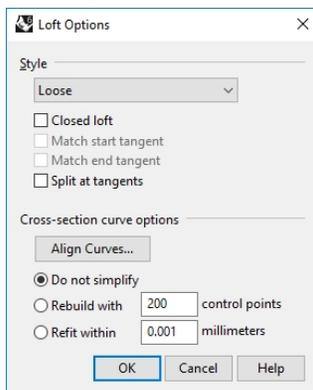 Loft Options
Style
Loose
Closed loft
Match start tangent
Match end tangent
Split at tangents
Cross-section curve options
Align Curves...
Do not simplify
Rebuild with 200 control points
Refit within 0.001 millimeters
OK Cancel Help